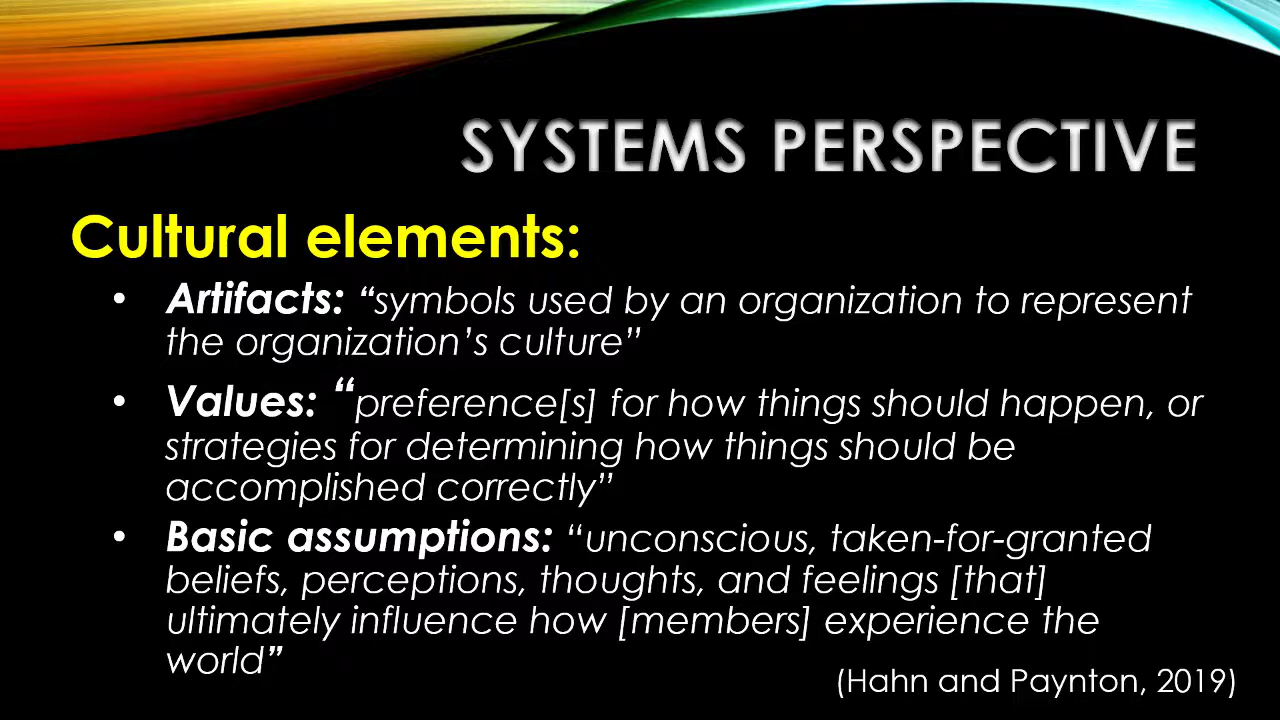 SYSTEMS PERSPECTIVE
Cultural elements:
• Artifacts: “symbols used by an organization to represent
the organization’s culture”
• Values: “preference[s] for how things should happen, or
strategies for determining how things should be
accomplished correctly”
• Basic assumptions: “unconscious, taken-for-granted
beliefs, perceptions, thoughts, and feelings [that]
ultimately influence how [members] experience the
world”
(Hahn and Paynton, 2019)